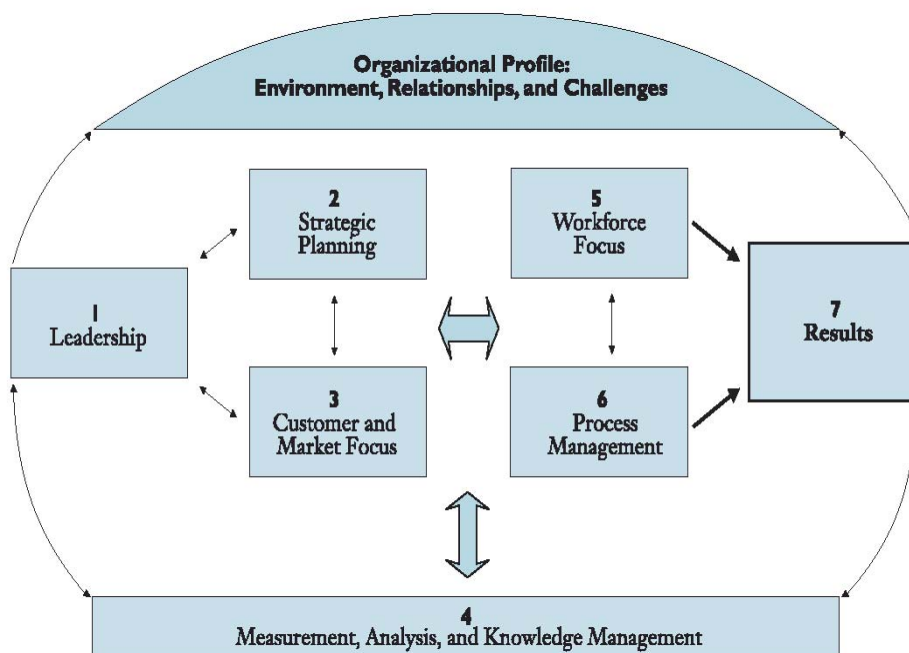 Organizational Profile:
Environment, Relationships, and Challenges
2
Strategic
Planning
5
Workforce
Focus
1
Leadership
7
Results
3
Customer and
Market Focus
6
Process
Management
4
Measurement, Analysis, and Knowledge Management